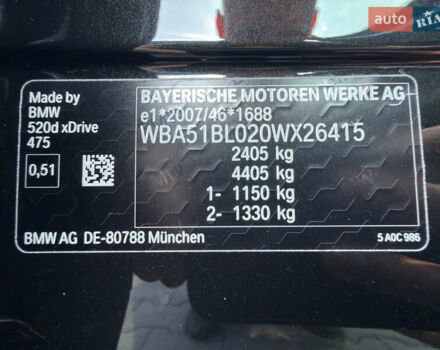 auto RIA
Made by
BMW
520d xDrive
475
0,51
BAYERISCHE MOTOREN WERKE AG
e1*2007/46*1688
WBA51BL020WX26415
2405 kg
4405 kg
1- 1150 kg
2- 1330 kg
BMW AG DE-80788 München
5 A0C 986